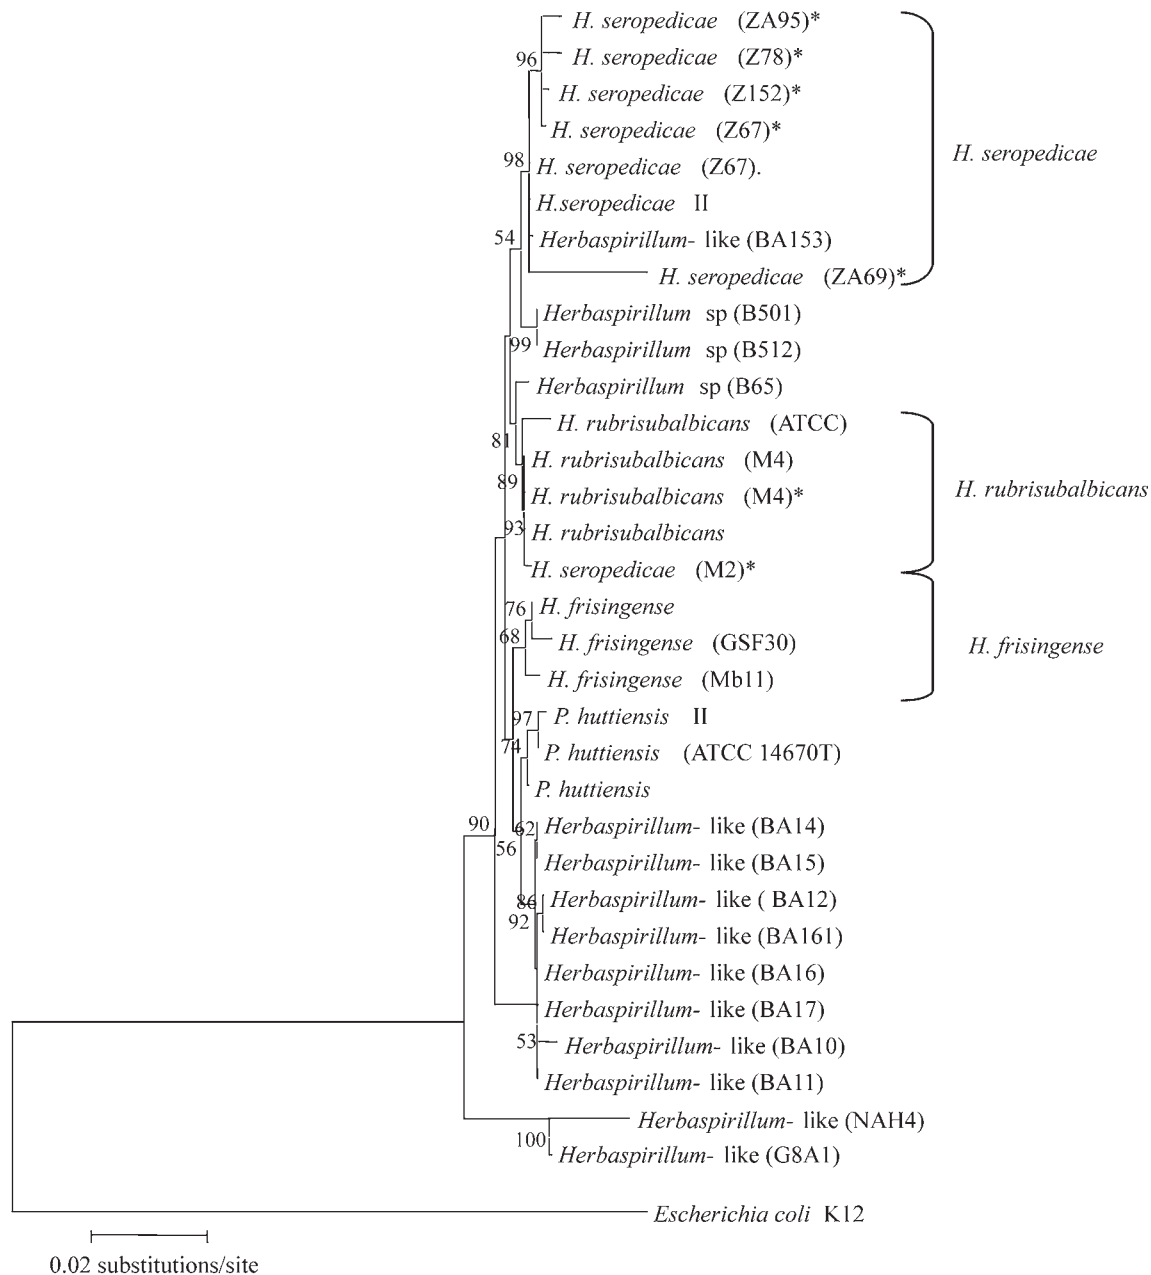 H. seropedicae (ZA95)*
96
H. seropedicae (Z78)*
H. seropedicae (Z152)*
H. seropedicae (Z67)*
H. seropedicae
98
H. seropedicae (Z67).
H.seropedicae II
54
Herbaspirillum- like (BA153)
H. seropedicae (ZA69)*
Herbaspirillum sp (B501)
99
Herbaspirillum sp (B512)
Herbaspirillum sp (B65)
H. rubrisubalbicans (ATCC)
81
H. rubrisubalbicans (M4)
89
H. rubrisubalbicans (M4)*
H. rubrisubalbicans
93
H. rubrisubalbicans
H. seropedicae (M2)*
76
H. frisingense
68
H. frisingense (GSF30)
H. frisingense
H. frisingense (Mb11)
97
P. huttiensis II
74
P. huttiensis (ATCC 14670T)
P. huttiensis
90
62
Herbaspirillum- like (BA14)
56
Herbaspirillum- like (BA15)
86
Herbaspirillum- like ( BA12)
92
Herbaspirillum- like (BA161)
Herbaspirillum- like (BA16)
Herbaspirillum- like (BA17)
53
Herbaspirillum- like (BA10)
Herbaspirillum- like (BA11)
Herbaspirillum- like (NAH4)
100
Herbaspirillum- like (G8A1)
Escherichia coli K12
0.02 substitutions/site